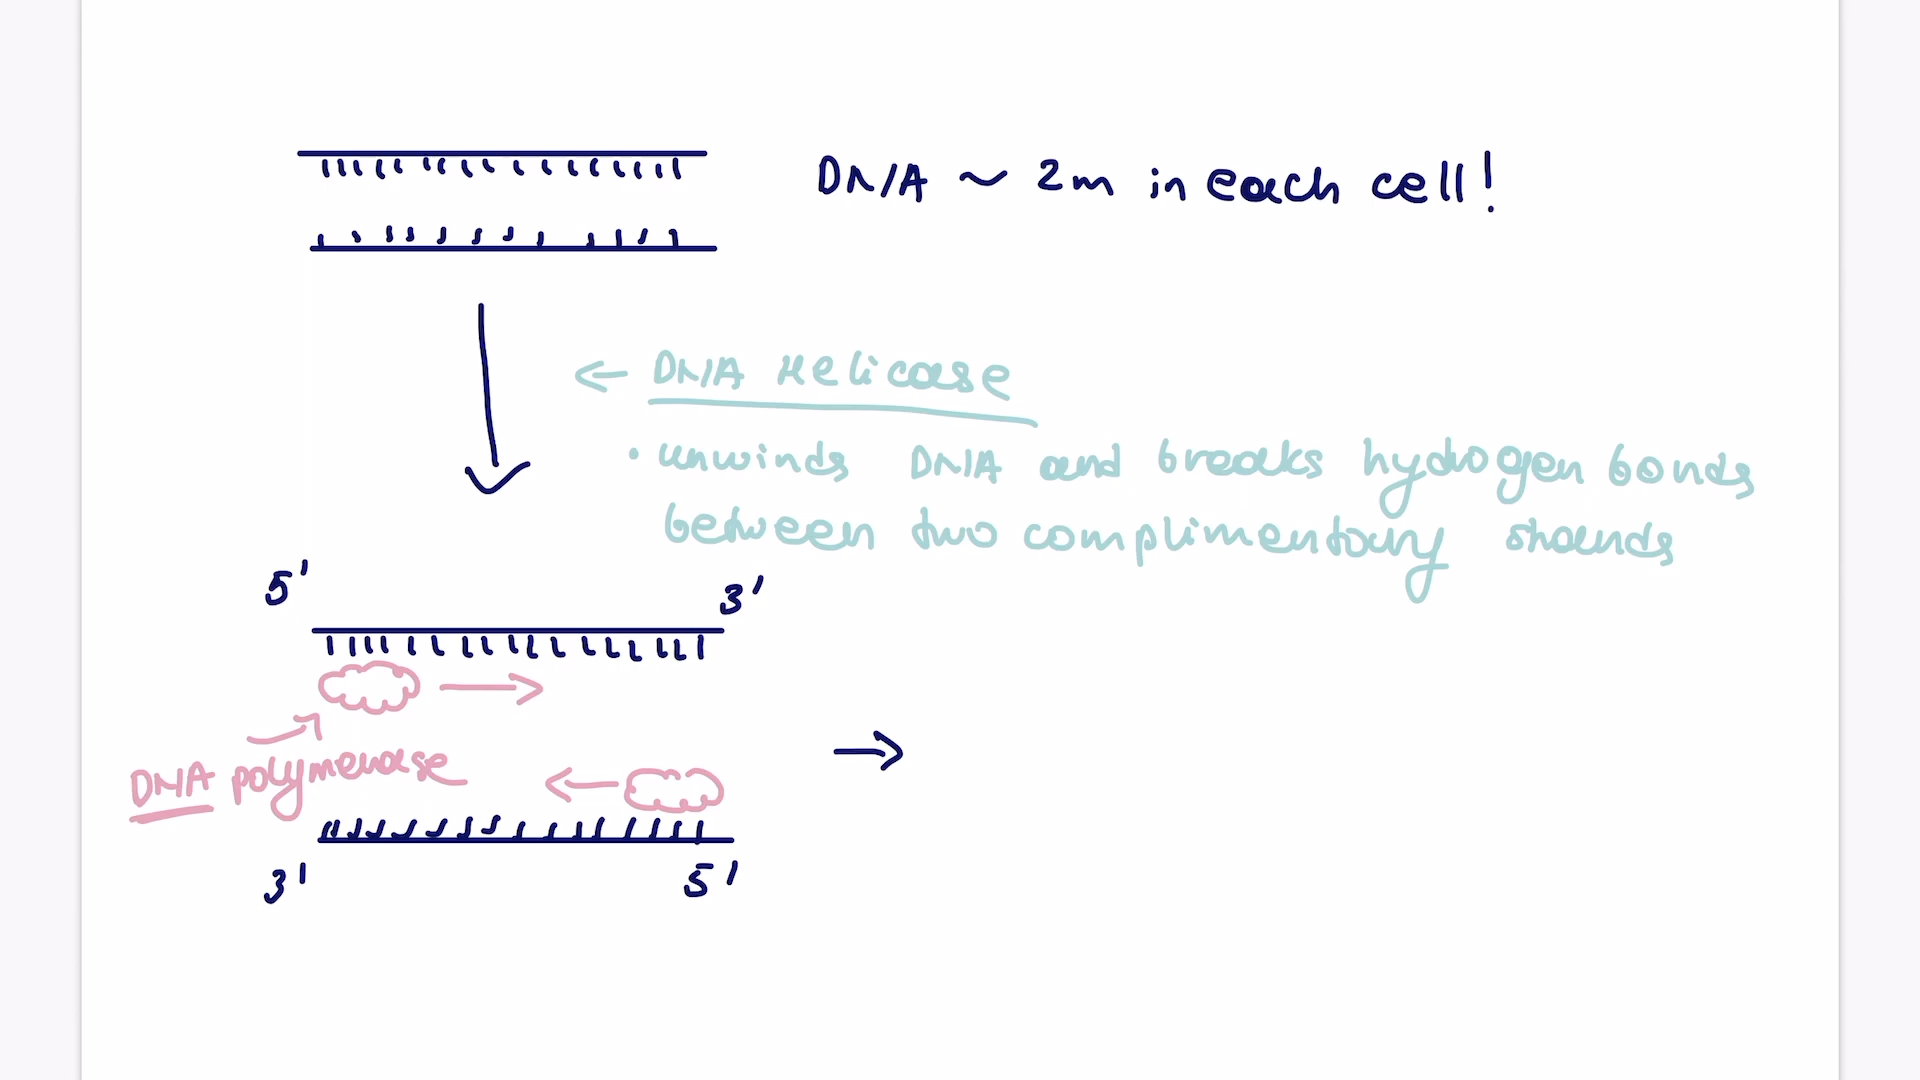 DNA ~ 2m in each cell!
← DNA Helicase
• unwinds DNA and breaks hydrogen bonds
between two complimentary strands
5' 3'
DNA polymerase
3' 5'